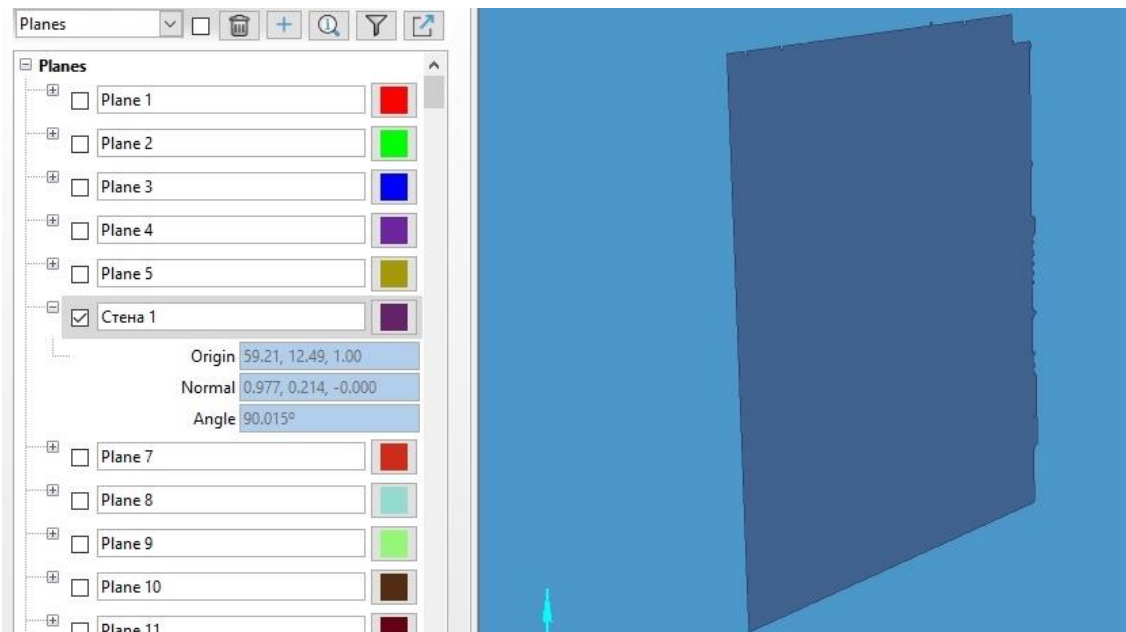 Planes
Planes
Plane 1
Plane 2
Plane 3
Plane 4
Plane 5
Стена 1
Origin 59.21, 12.49, 1.00
Normal 0.977, 0.214, -0.000
Angle 90.015º
Plane 7
Plane 8
Plane 9
Plane 10
Plane 11